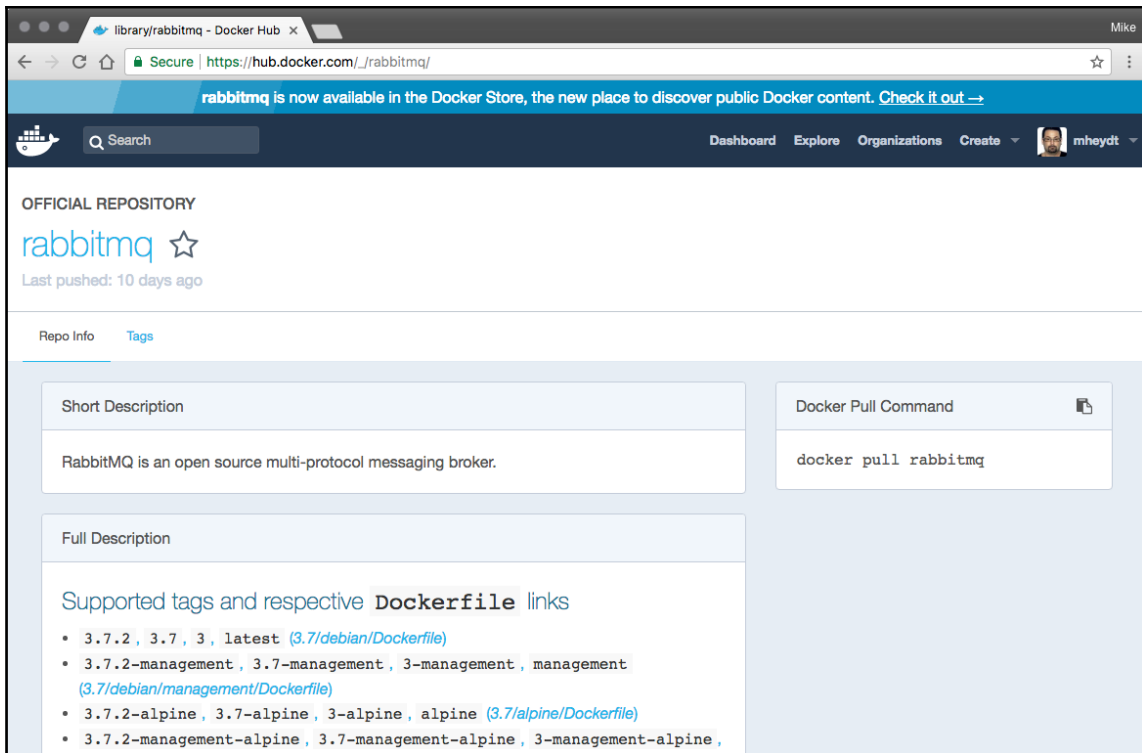 library/rabbitmq - Docker Hub
Mike
Secure | https://hub.docker.com/_/rabbitmq/
rabbitmq is now available in the Docker Store, the new place to discover public Docker content. Check it out →
Search
Dashboard Explore Organizations Create mheydt
OFFICIAL REPOSITORY
rabbitmq
Last pushed: 10 days ago
Repo Info Tags
Short Description
RabbitMQ is an open source multi-protocol messaging broker.
Docker Pull Command
docker pull rabbitmq
Full Description
Supported tags and respective Dockerfile links
• 3.7.2, 3.7, 3, latest (3.7/debian/Dockerfile)
• 3.7.2-management, 3.7-management, 3-management, management
(3.7/debian/management/Dockerfile)
• 3.7.2-alpine, 3.7-alpine, 3-alpine, alpine (3.7/alpine/Dockerfile)
• 3.7.2-management-alpine, 3.7-management-alpine, 3-management-alpine,